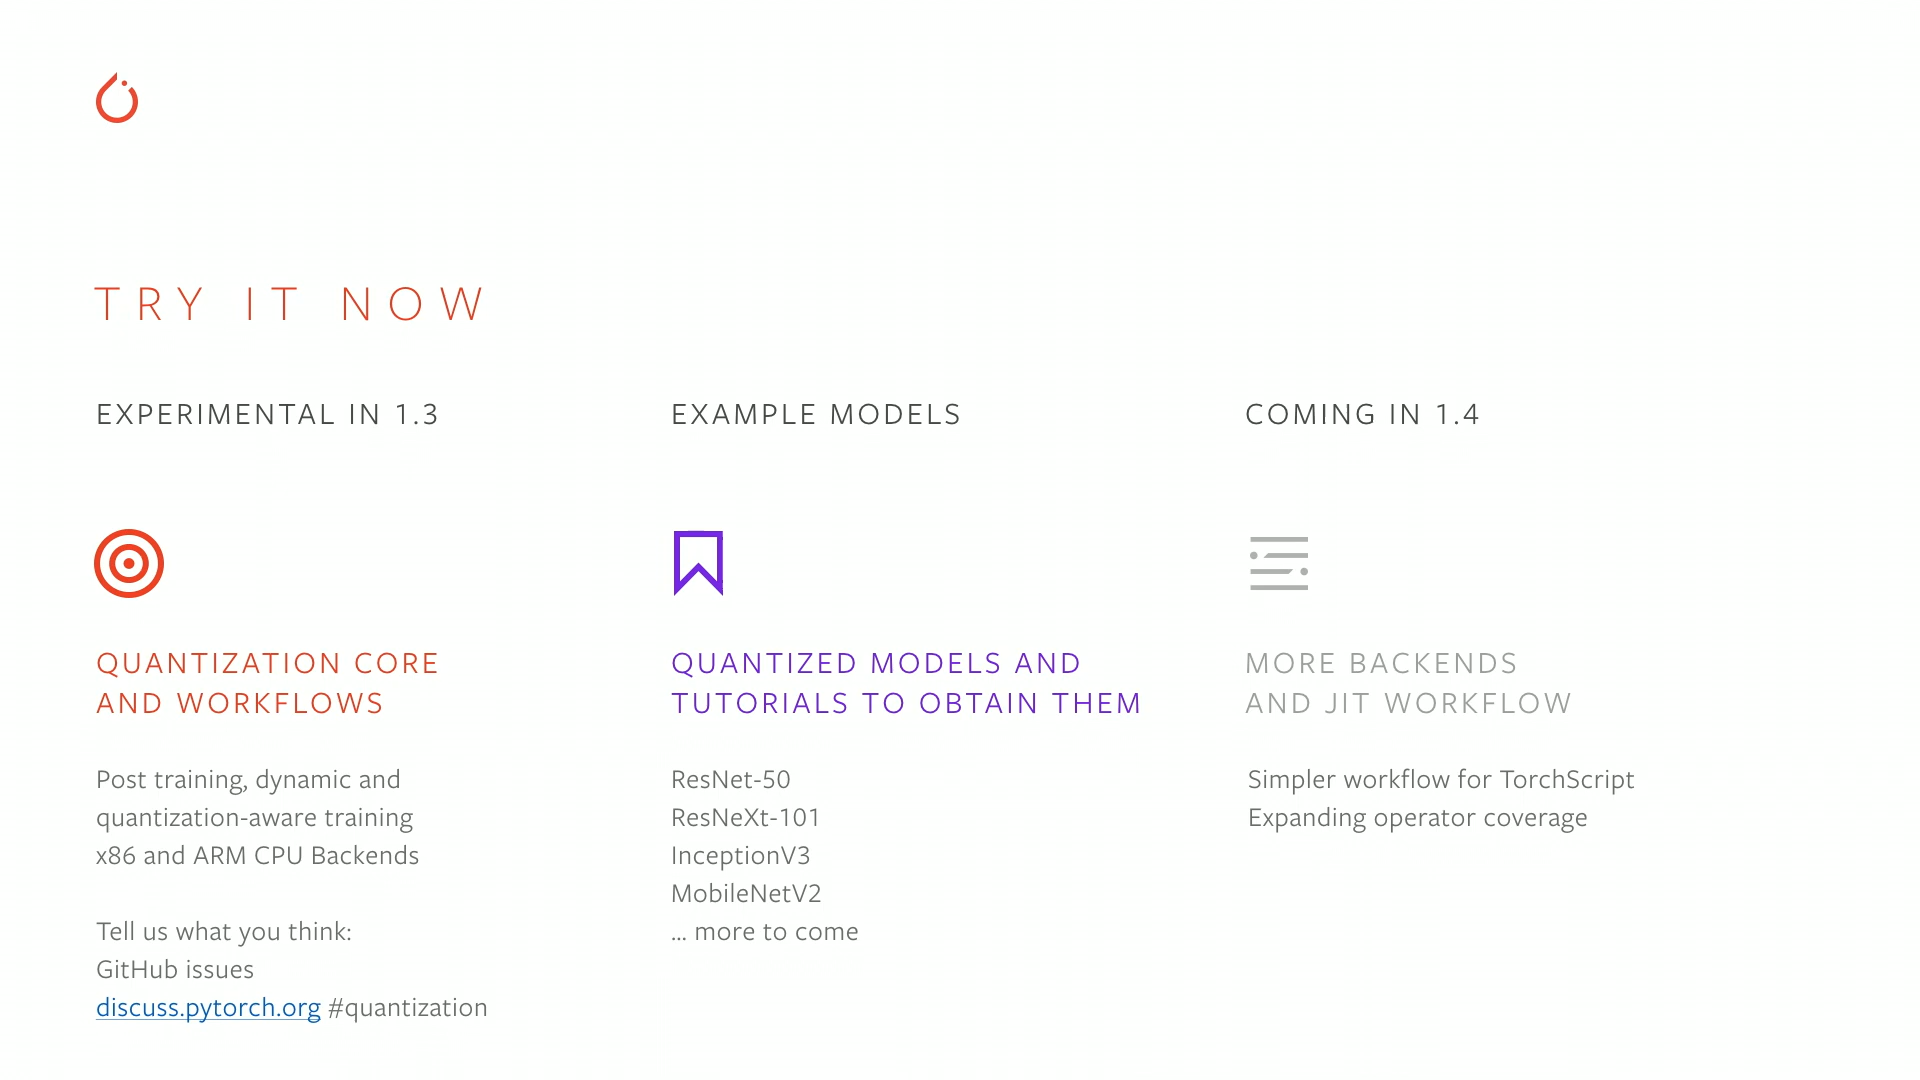 TRY IT NOW
EXPERIMENTAL IN 1.3
QUANTIZATION CORE
AND WORKFLOWS
Post training, dynamic and
quantization-aware training
x86 and ARM CPU Backends
Tell us what you think:
GitHub issues
discuss.pytorch.org #quantization
EXAMPLE MODELS
QUANTIZED MODELS AND
TUTORIALS TO OBTAIN THEM
ResNet-50
ResNeXt-101
InceptionV3
MobileNetV2
... more to come
COMING IN 1.4
MORE BACKENDS
AND JIT WORKFLOW
Simpler workflow for TorchScript
Expanding operator coverage